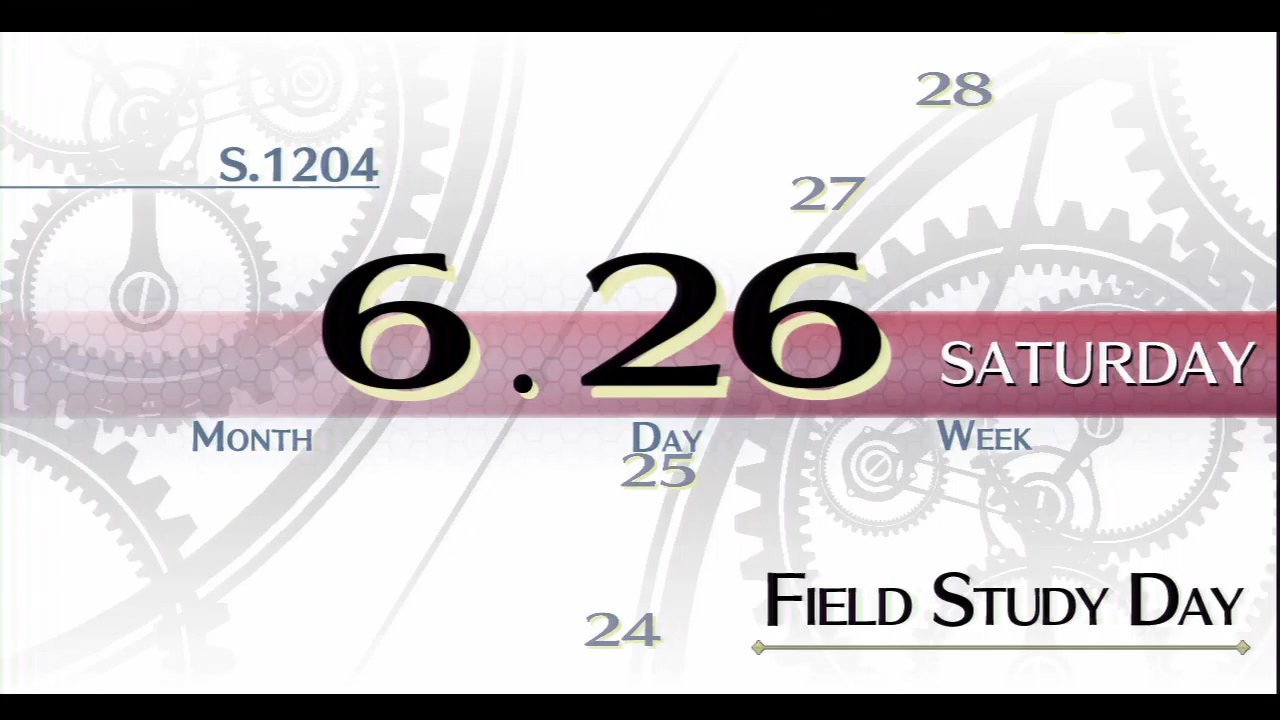 28
S.1204
27
6.26
SATURDAY
MONTH
DAY
WEEK
25
FIELD STUDY DAY
24